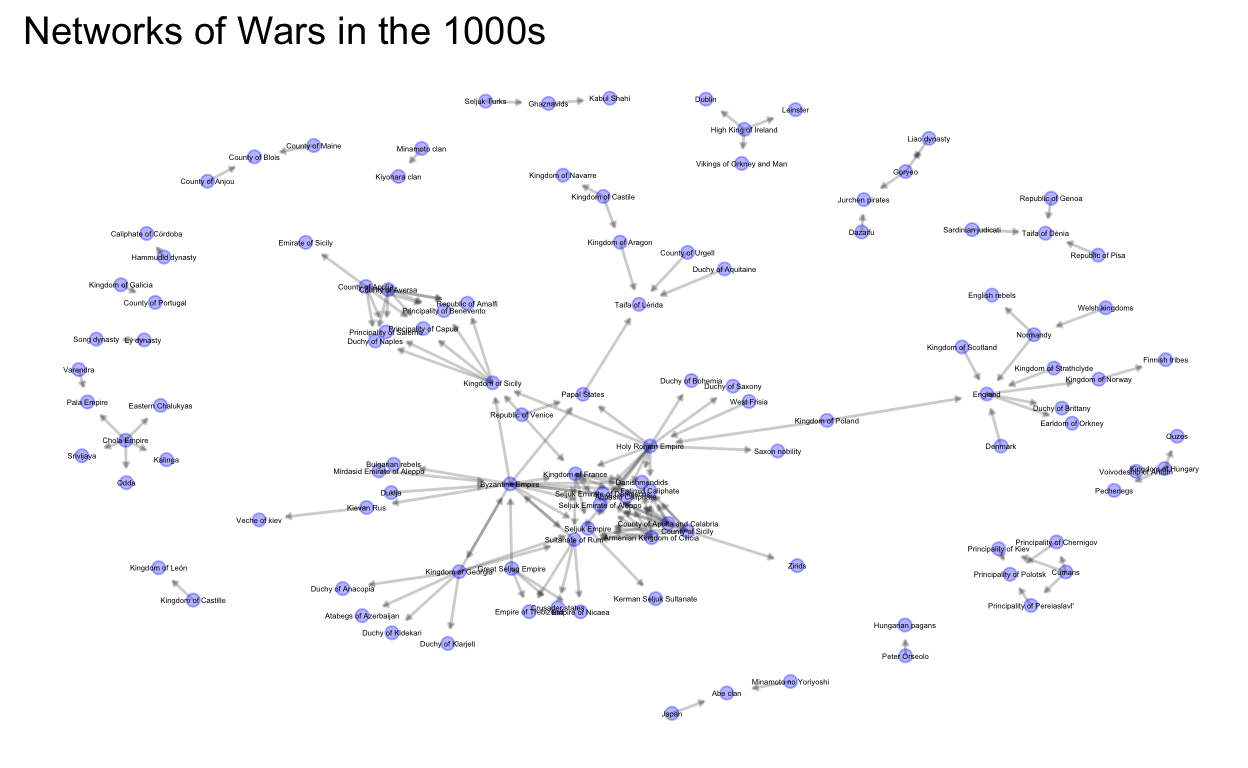 Networks of Wars in the 1000s
Seljuk Turks
Ghaznavids
Kabul Shahi
Dublin
Leinster
High King of Ireland
Vikings of Orkney and Man
Liao dynasty
Goryeo
Jurchen pirates
Dazaifu
County of Maine
County of Blois
County of Anjou
Minamoto clan
Kiyohara clan
Kingdom of Navarre
Kingdom of Castile
Kingdom of Aragon
County of Urgell
Duchy of Aquitaine
Taifa of Lérida
Republic of Genoa
Sardinian judicati
Taifa of Dénia
Republic of Pisa
Caliphate of Córdoba
Hammudid dynasty
Emirate of Sicily
Kingdom of Galicia
County of Portugal
County of Apulia
County of Aversa
Republic of Amalfi
Principality of Benevento
Principality of Capua
Principality of Salerno
Duchy of Naples
English rebels
Welsh kingdoms
Normandy
Song dynasty
Lý dynasty
Kingdom of Scotland
Kingdom of Strathclyde
Kingdom of Norway
Finnish tribes
England
Duchy of Brittany
Earldom of Orkney
Denmark
Varendra
Pala Empire
Eastern Chalukyas
Chola Empire
Srivijaya
Kalinga
Odda
Kingdom of Sicily
Papal States
Republic of Venice
Duchy of Bohemia
Duchy of Saxony
West Frisia
Kingdom of Poland
Holy Roman Empire
Saxon nobility
Ouzes
Kingdom of Hungary
Voivodeship of Ahtum
Pechenegs
Bulgarian rebels
Mirdasid Emirate of Aleppo
Duklja
Kievan Rus
Veche of kiev
Byzantine Empire
Kingdom of France
Danishmendids
Fatimid Caliphate
Seljuk Emirate of Damascus
Abbasid Caliphate
Seljuk Emirate of Aleppo
County of Apulia and Calabria
County of Sicily
Seljuk Empire
Armenian Kingdom of Cilicia
Sultanate of Rum
Zirids
Kingdom of Georgia
Great Seljuq Empire
Kerman Seljuk Sultanate
Duchy of Anacopia
Atabegs of Azerbaijan
Duchy of Kldekari
Duchy of Klarjeti
Empire of Trebizond
Crusader states
Empire of Nicaea
Kingdom of León
Kingdom of Castille
Principality of Chernigov
Principality of Kiev
Principality of Polotsk
Cumans
Principality of Pereiaslavl'
Hungarian pagans
Peter Orseolo
Minamoto no Yoriyoshi
Abe clan
Japan